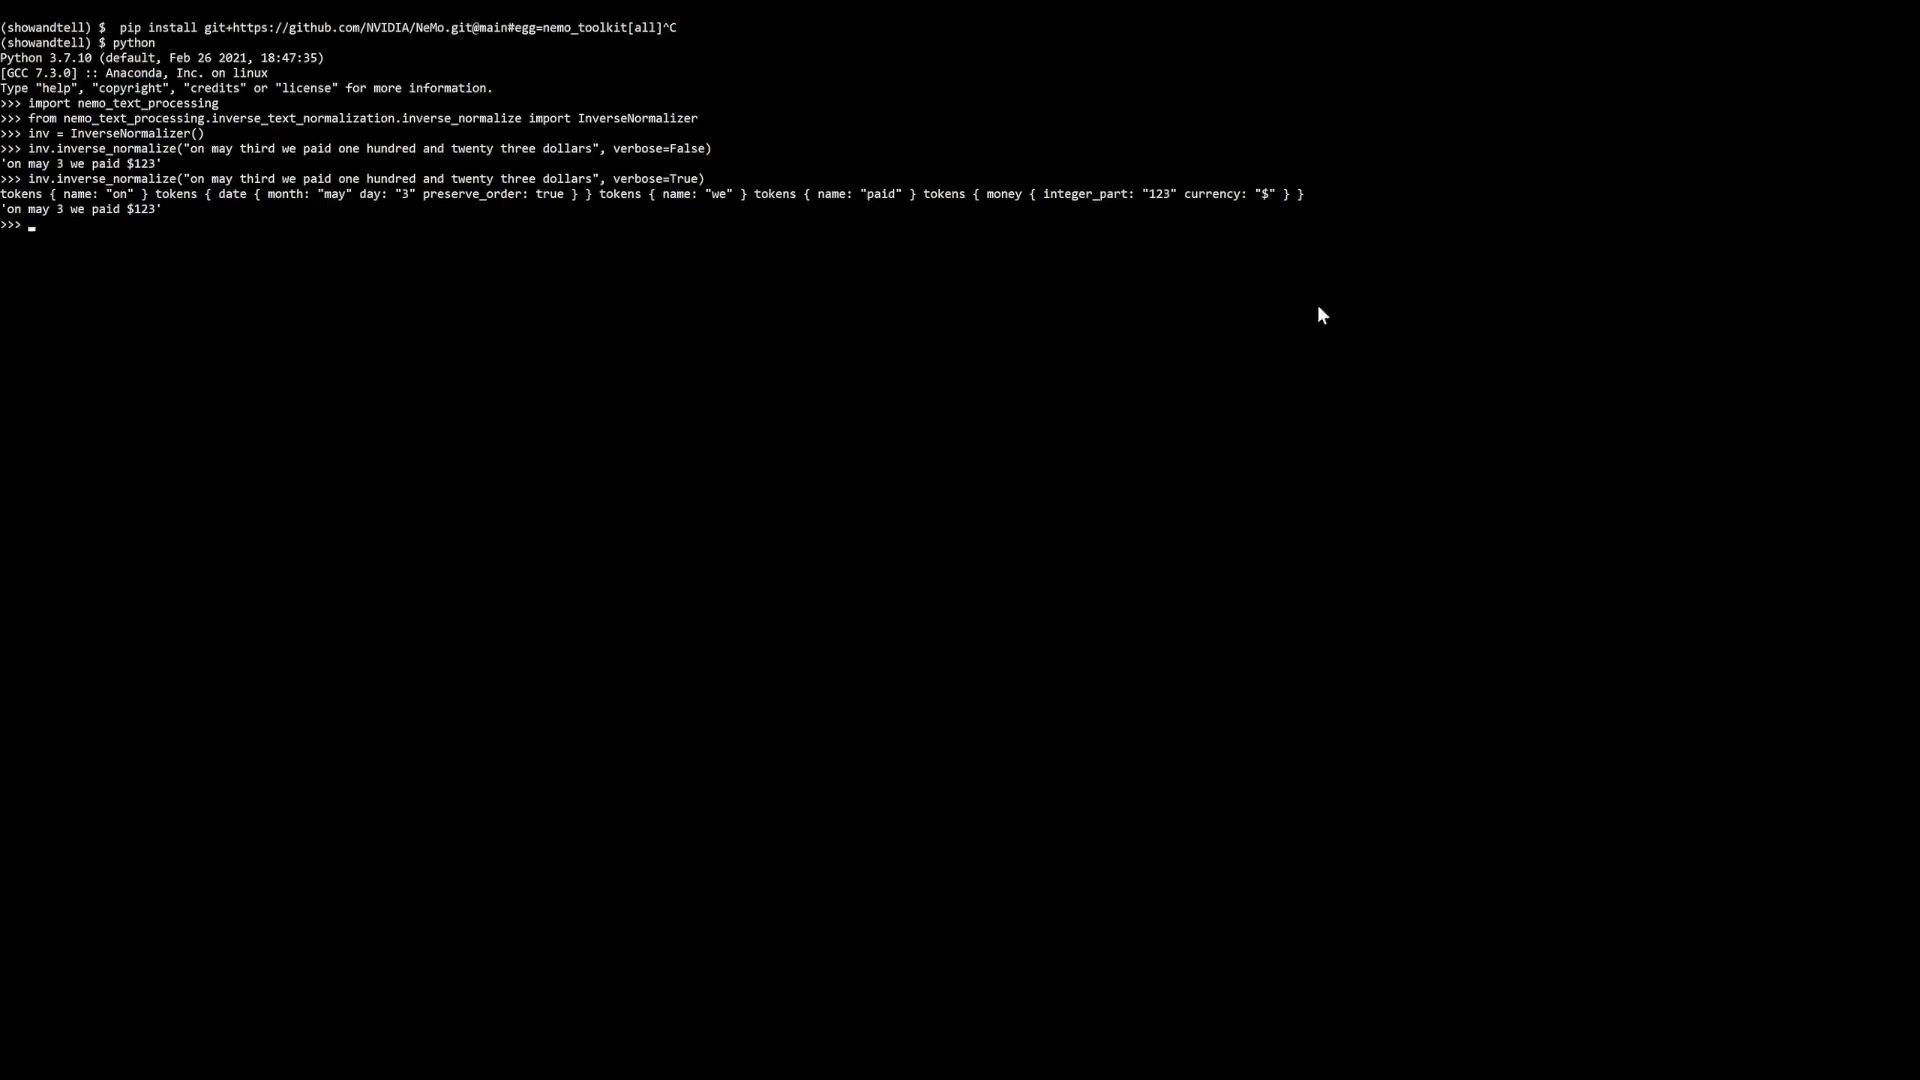 (showandtell) $  pip install git+https://github.com/NVIDIA/NeMo.git@main#egg=nemo_toolkit[all]^C
(showandtell) $ python
Python 3.7.10 (default, Feb 26 2021, 18:47:35)
[GCC 7.3.0] :: Anaconda, Inc. on linux
Type "help", "copyright", "credits" or "license" for more information.
>>> import nemo_text_processing
>>> from nemo_text_processing.inverse_text_normalization.inverse_normalize import InverseNormalizer
>>> inv = InverseNormalizer()
>>> inv.inverse_normalize("on may third we paid one hundred and twenty three dollars", verbose=False)
'on may 3 we paid $123'
>>> inv.inverse_normalize("on may third we paid one hundred and twenty three dollars", verbose=True)
tokens { name: "on" } tokens { date { month: "may" day: "3" preserve_order: true } } tokens { name: "we" } tokens { name: "paid" } tokens { money { integer_part: "123" currency: "$" } }
'on may 3 we paid $123'
>>>